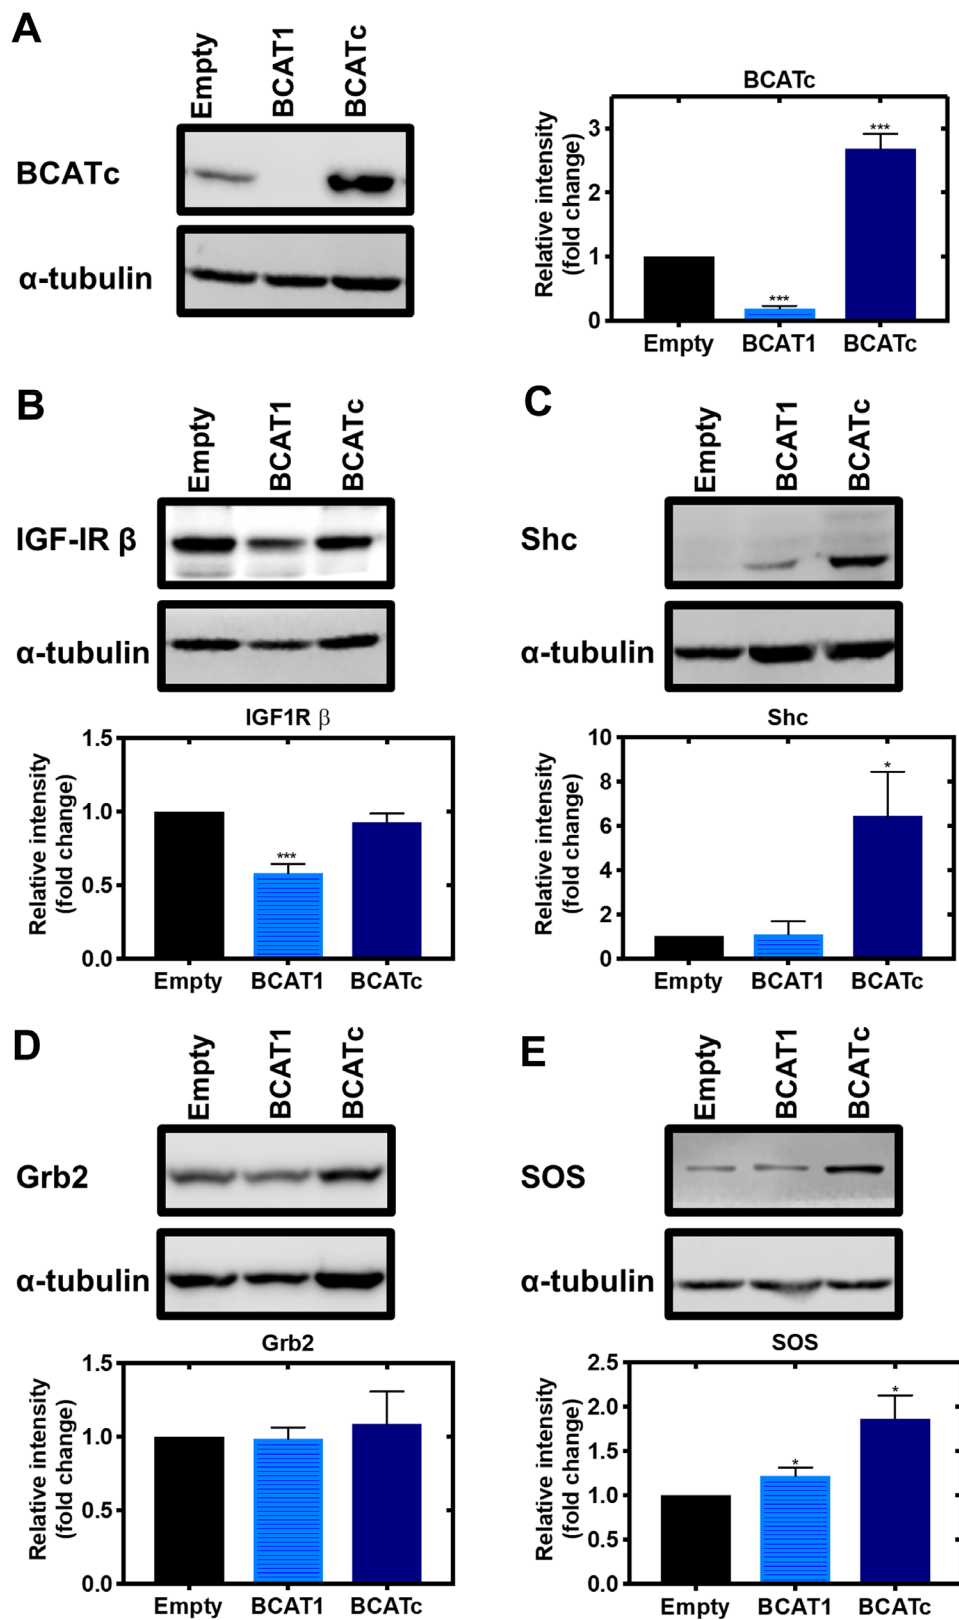 A
Empty
BCAT1
BCATc
BCATc
α-tubulin
BCATc
Relative intensity
(fold change)
3
2
1
0
***
***
Empty
BCAT1
BCATc
B
Empty
BCAT1
BCATc
IGF-IR β
α-tubulin
IGF1R β
Relative intensity
(fold change)
1.5
1.0
0.5
0.0
***
Empty
BCAT1
BCATc
C
Empty
BCAT1
BCATc
Shc
α-tubulin
Shc
Relative intensity
(fold change)
10
8
6
4
2
0
*
Empty
BCAT1
BCATc
D
Empty
BCAT1
BCATc
Grb2
α-tubulin
Grb2
Relative intensity
(fold change)
1.5
1.0
0.5
0.0
Empty
BCAT1
BCATc
E
Empty
BCAT1
BCATc
SOS
α-tubulin
SOS
Relative intensity
(fold change)
2.5
2.0
1.5
1.0
0.5
0.0
*
*
Empty
BCAT1
BCATc